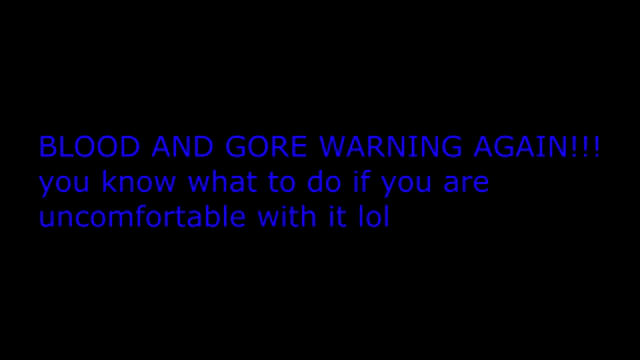 BLOOD AND GORE WARNING AGAIN!!!
you know what to do if you are
uncomfortable with it lol